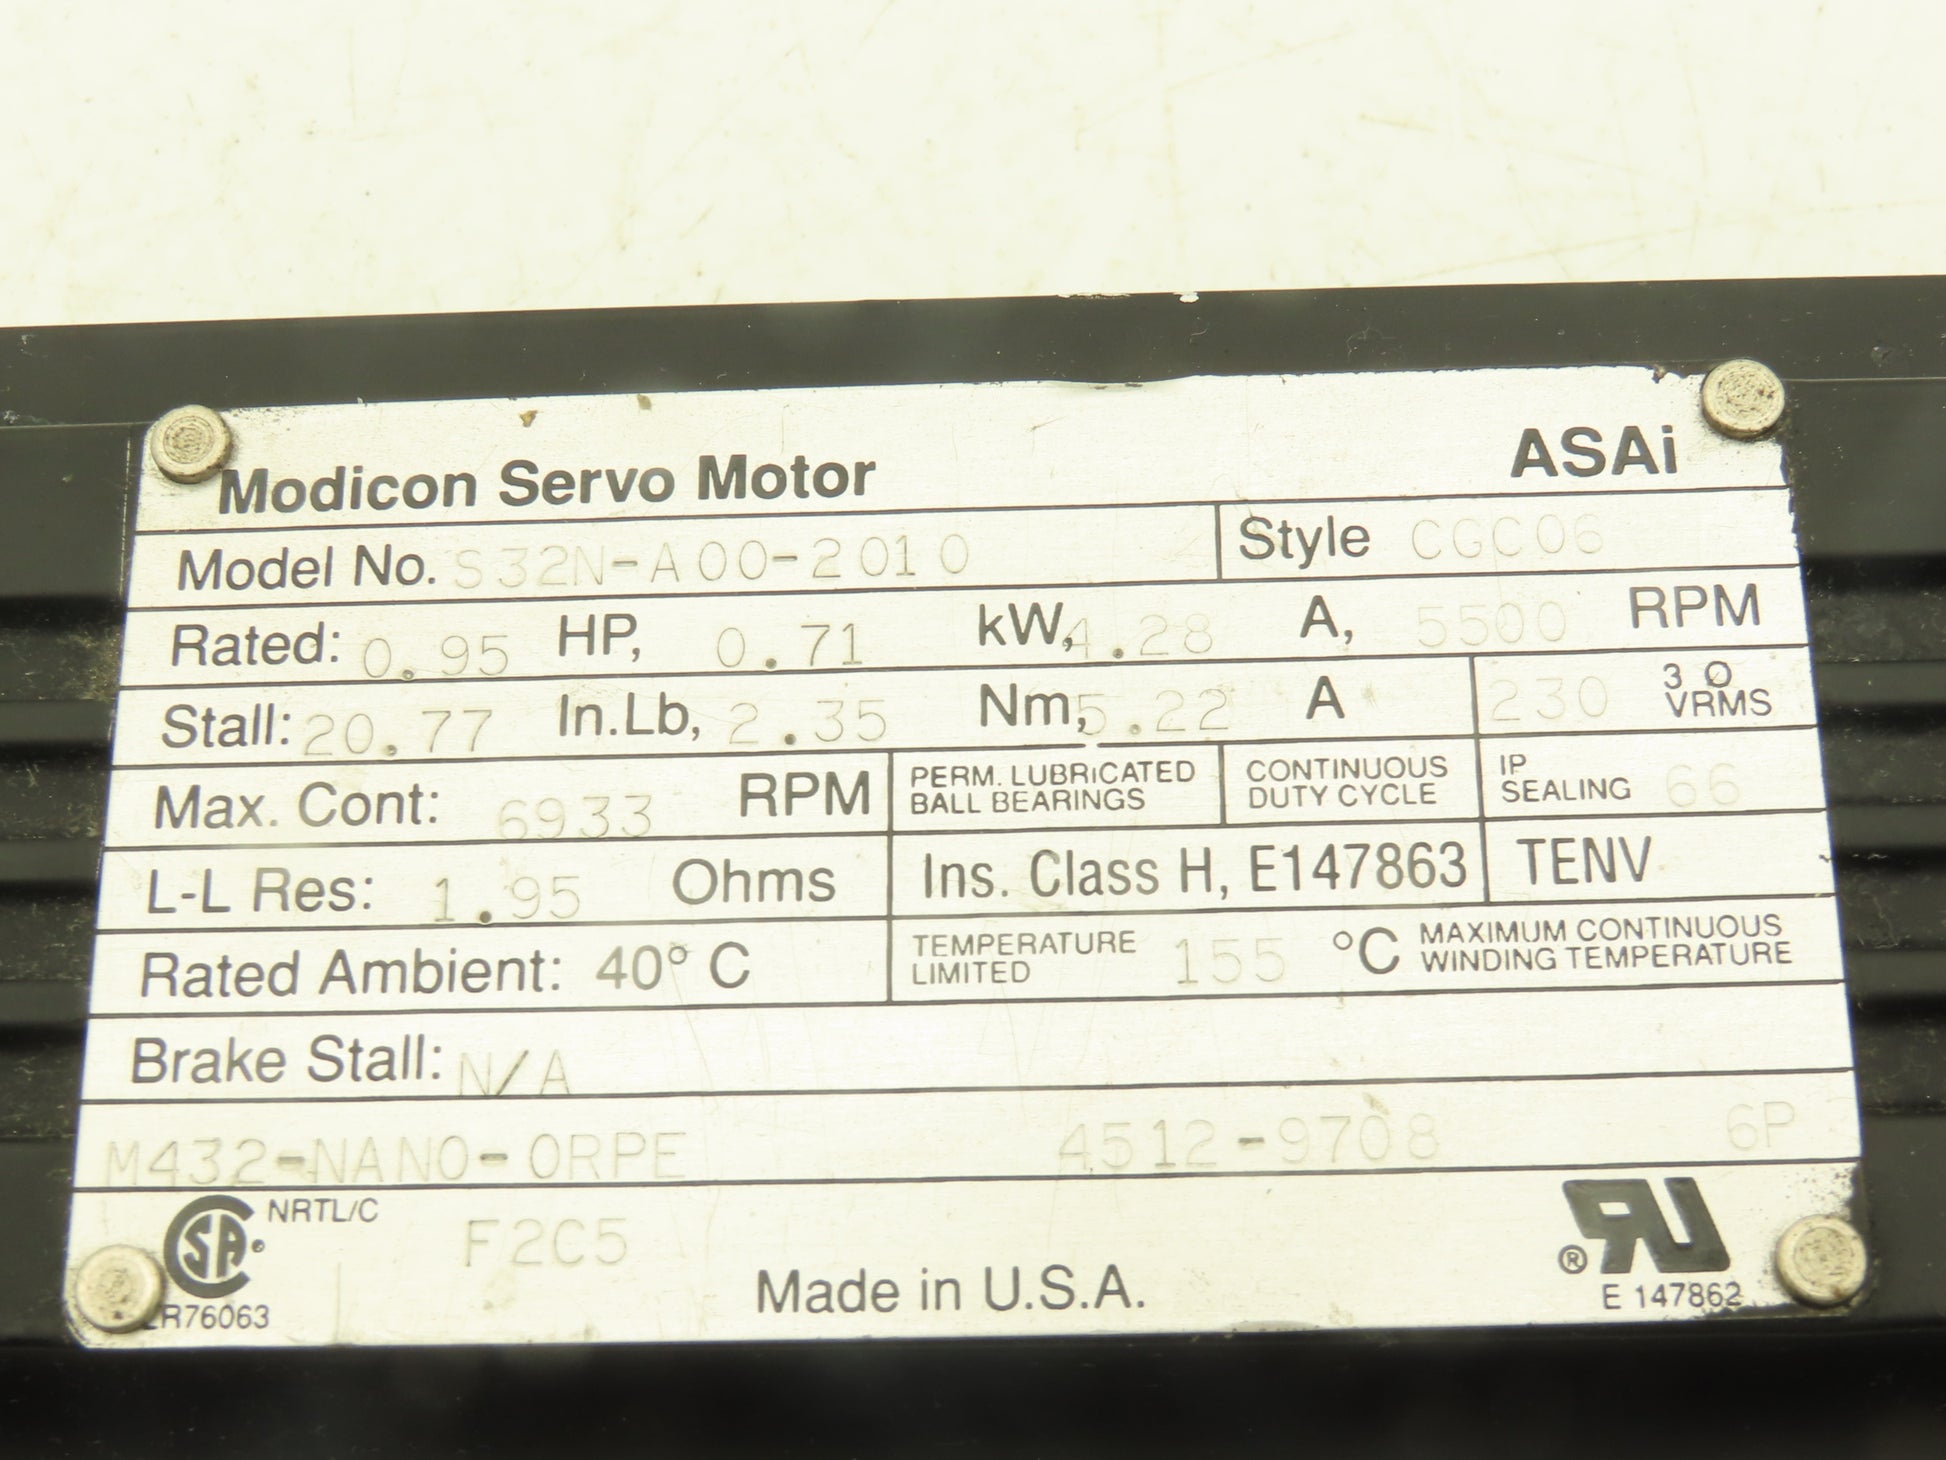 Modicon Servo Motor ASAi
Model No. S32N-A00-2010 Style CGC06
Rated: 0.95 HP, 0.71 kW, 4.28 A, 5500 RPM
Stall: 20.77 In.Lb, 2.35 Nm, 5.22 A 230 3 Ø VRMS
Max. Cont: 6933 RPM PERM. LUBRICATED BALL BEARINGS CONTINUOUS DUTY CYCLE IP SEALING 66
L-L Res: 1.95 Ohms Ins. Class H, E147863 TENV
Rated Ambient: 40° C TEMPERATURE LIMITED 155 °C MAXIMUM CONTINUOUS WINDING TEMPERATURE
Brake Stall: N/A
M432-NANO-ORPE 4512-9708 6P
SA NRTL/C F2C5 RU ®
LR76063 Made in U.S.A. E 147862